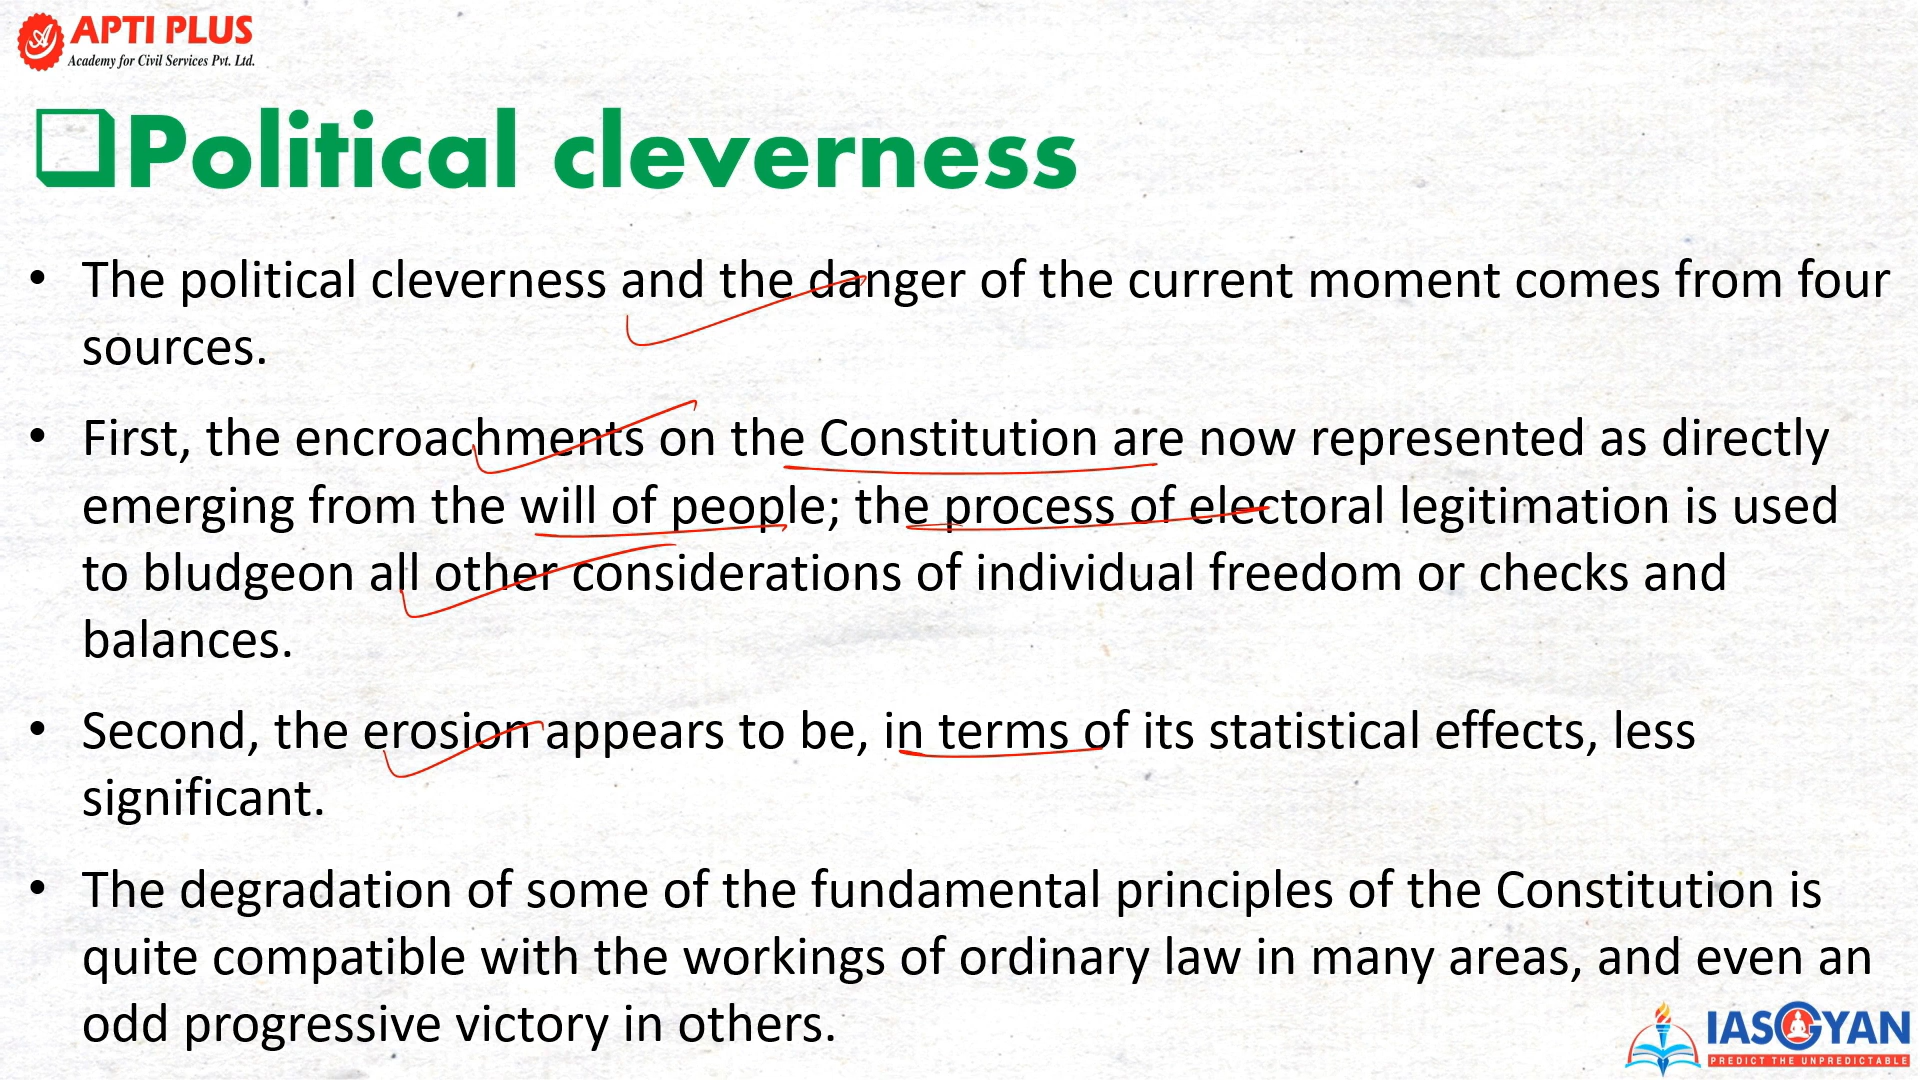 APTI PLUS
Academy for Civil Services Pvt. Ltd.
Political cleverness
• The political cleverness and the danger of the current moment comes from four
sources.
• First, the encroachments on the Constitution are now represented as directly
emerging from the will of people; the process of electoral legitimation is used
to bludgeon all other considerations of individual freedom or checks and
balances.
• Second, the erosion appears to be, in terms of its statistical effects, less
significant.
• The degradation of some of the fundamental principles of the Constitution is
quite compatible with the workings of ordinary law in many areas, and even an
odd progressive victory in others.
IASGYAN
PREDICT THE UNPREDICTABLE